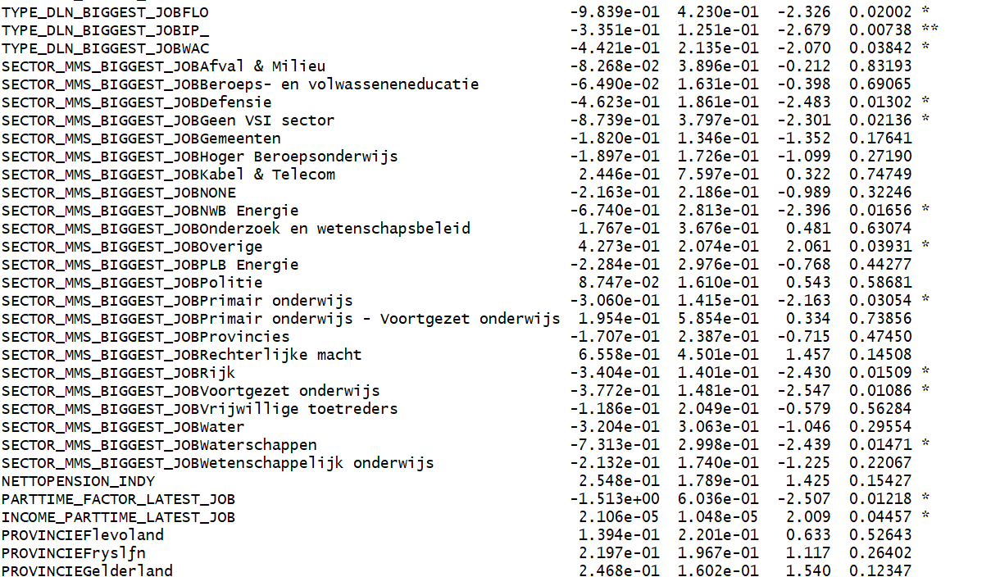 TYPE_DLN_BIGGEST_JOBFLO -9.839e-01 4.230e-01 -2.326 0.02002 *
TYPE_DLN_BIGGEST_JOBIP_ -3.351e-01 1.251e-01 -2.679 0.00738 **
TYPE_DLN_BIGGEST_JOBWAC -4.421e-01 2.135e-01 -2.070 0.03842 *
SECTOR_MMS_BIGGEST_JOBAfval & Milieu -8.268e-02 3.896e-01 -0.212 0.83193
SECTOR_MMS_BIGGEST_JOBBeroeps- en volwasseneneducatie -6.490e-02 1.631e-01 -0.398 0.69065
SECTOR_MMS_BIGGEST_JOBDefensie -4.623e-01 1.861e-01 -2.483 0.01302 *
SECTOR_MMS_BIGGEST_JOBGeen VSI sector -8.739e-01 3.797e-01 -2.301 0.02136 *
SECTOR_MMS_BIGGEST_JOBGemeenten -1.820e-01 1.346e-01 -1.352 0.17641
SECTOR_MMS_BIGGEST_JOBHoger Beroepsonderwijs -1.897e-01 1.726e-01 -1.099 0.27190
SECTOR_MMS_BIGGEST_JOBKabel & Telecom 2.446e-01 7.597e-01 0.322 0.74749
SECTOR_MMS_BIGGEST_JOBNONE -2.163e-01 2.186e-01 -0.989 0.32246
SECTOR_MMS_BIGGEST_JOBNWB Energie -6.740e-01 2.813e-01 -2.396 0.01656 *
SECTOR_MMS_BIGGEST_JOBOnderzoek en wetenschapsbeleid 1.767e-01 3.676e-01 0.481 0.63074
SECTOR_MMS_BIGGEST_JOBOverige 4.273e-01 2.074e-01 2.061 0.03931 *
SECTOR_MMS_BIGGEST_JOBPLB Energie -2.284e-01 2.976e-01 -0.768 0.44277
SECTOR_MMS_BIGGEST_JOBPolitie 8.747e-02 1.610e-01 0.543 0.58681
SECTOR_MMS_BIGGEST_JOBPrimair onderwijs -3.060e-01 1.415e-01 -2.163 0.03054 *
SECTOR_MMS_BIGGEST_JOBPrimair onderwijs - Voortgezet onderwijs 1.954e-01 5.854e-01 0.334 0.73856
SECTOR_MMS_BIGGEST_JOBProvincies -1.707e-01 2.387e-01 -0.715 0.47450
SECTOR_MMS_BIGGEST_JOBRechterlijke macht 6.558e-01 4.501e-01 1.457 0.14508
SECTOR_MMS_BIGGEST_JOBRijk -3.404e-01 1.401e-01 -2.430 0.01509 *
SECTOR_MMS_BIGGEST_JOBVoortgezet onderwijs -3.772e-01 1.481e-01 -2.547 0.01086 *
SECTOR_MMS_BIGGEST_JOBVrijwillige toetreders -1.186e-01 2.049e-01 -0.579 0.56284
SECTOR_MMS_BIGGEST_JOBWater -3.204e-01 3.063e-01 -1.046 0.29554
SECTOR_MMS_BIGGEST_JOBWaterschappen -7.313e-01 2.998e-01 -2.439 0.01471 *
SECTOR_MMS_BIGGEST_JOBWetenschappelijk onderwijs -2.132e-01 1.740e-01 -1.225 0.22067
NETTOPENSION_INDY 2.548e-01 1.789e-01 1.425 0.15427
PARTTIME_FACTOR_LATEST_JOB -1.513e+00 6.036e-01 -2.507 0.01218 *
INCOME_PARTTIME_LATEST_JOB 2.106e-05 1.048e-05 2.009 0.04457 *
PROVINCIEFlevoland 1.394e-01 2.201e-01 0.633 0.52643
PROVINCIEFryslƒn 2.197e-01 1.967e-01 1.117 0.26402
PROVINCIEGelderland 2.468e-01 1.602e-01 1.540 0.12347